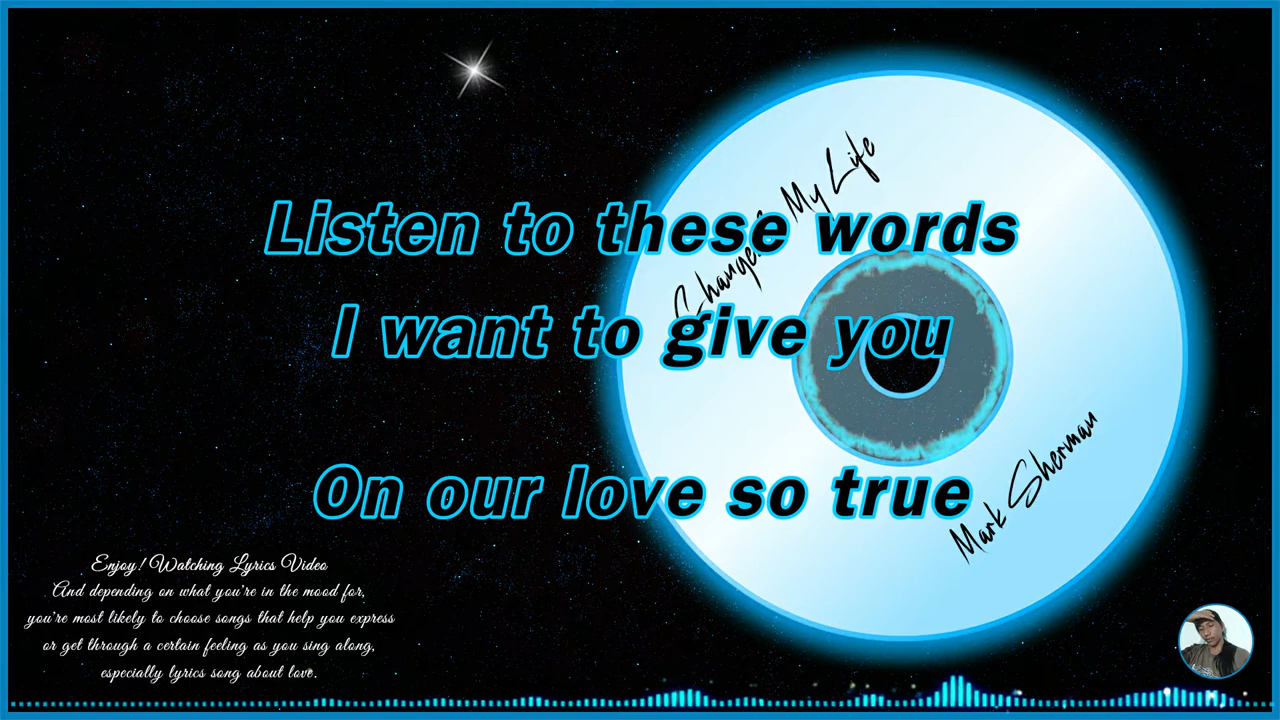 Listen to these words
I want to give you
On our love so true
Changed My Life
Mark Sherman
Enjoy! Watching Lyrics Video
And depending on what you're in the mood for,
you're most likely to choose songs that help you express
or get through a certain feeling as you sing along,
especially lyrics song about love.